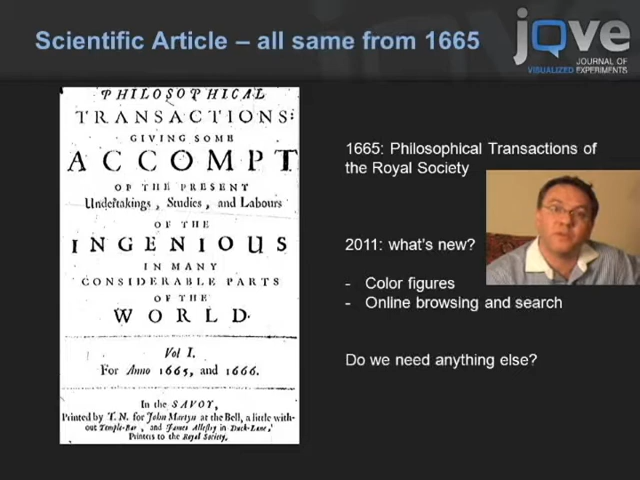 Scientific Article – all same from 1665
jove
JOURNAL OF
VISUALIZED EXPERIMENTS
PHILOSOPHICAL
TRANSACTIONS:
GIVING SOME
ACCOMPT
OF THE PRESENT
Undertakings, Studies, and Labours
OF THE
INGENIOUS
IN MANY
CONSIDERABLE PARTS
OF THE
WORLD.
Vol I.
For Anno 1665, and 1666.
In the SAVOY,
Printed by T. N. for John Martyn at the Bell, a little with-
out Temple-Bar, and James Allestry in Duck-Lane,
Printers to the Royal Society.
1665: Philosophical Transactions of
the Royal Society
2011: what's new?
- Color figures
- Online browsing and search
Do we need anything else?